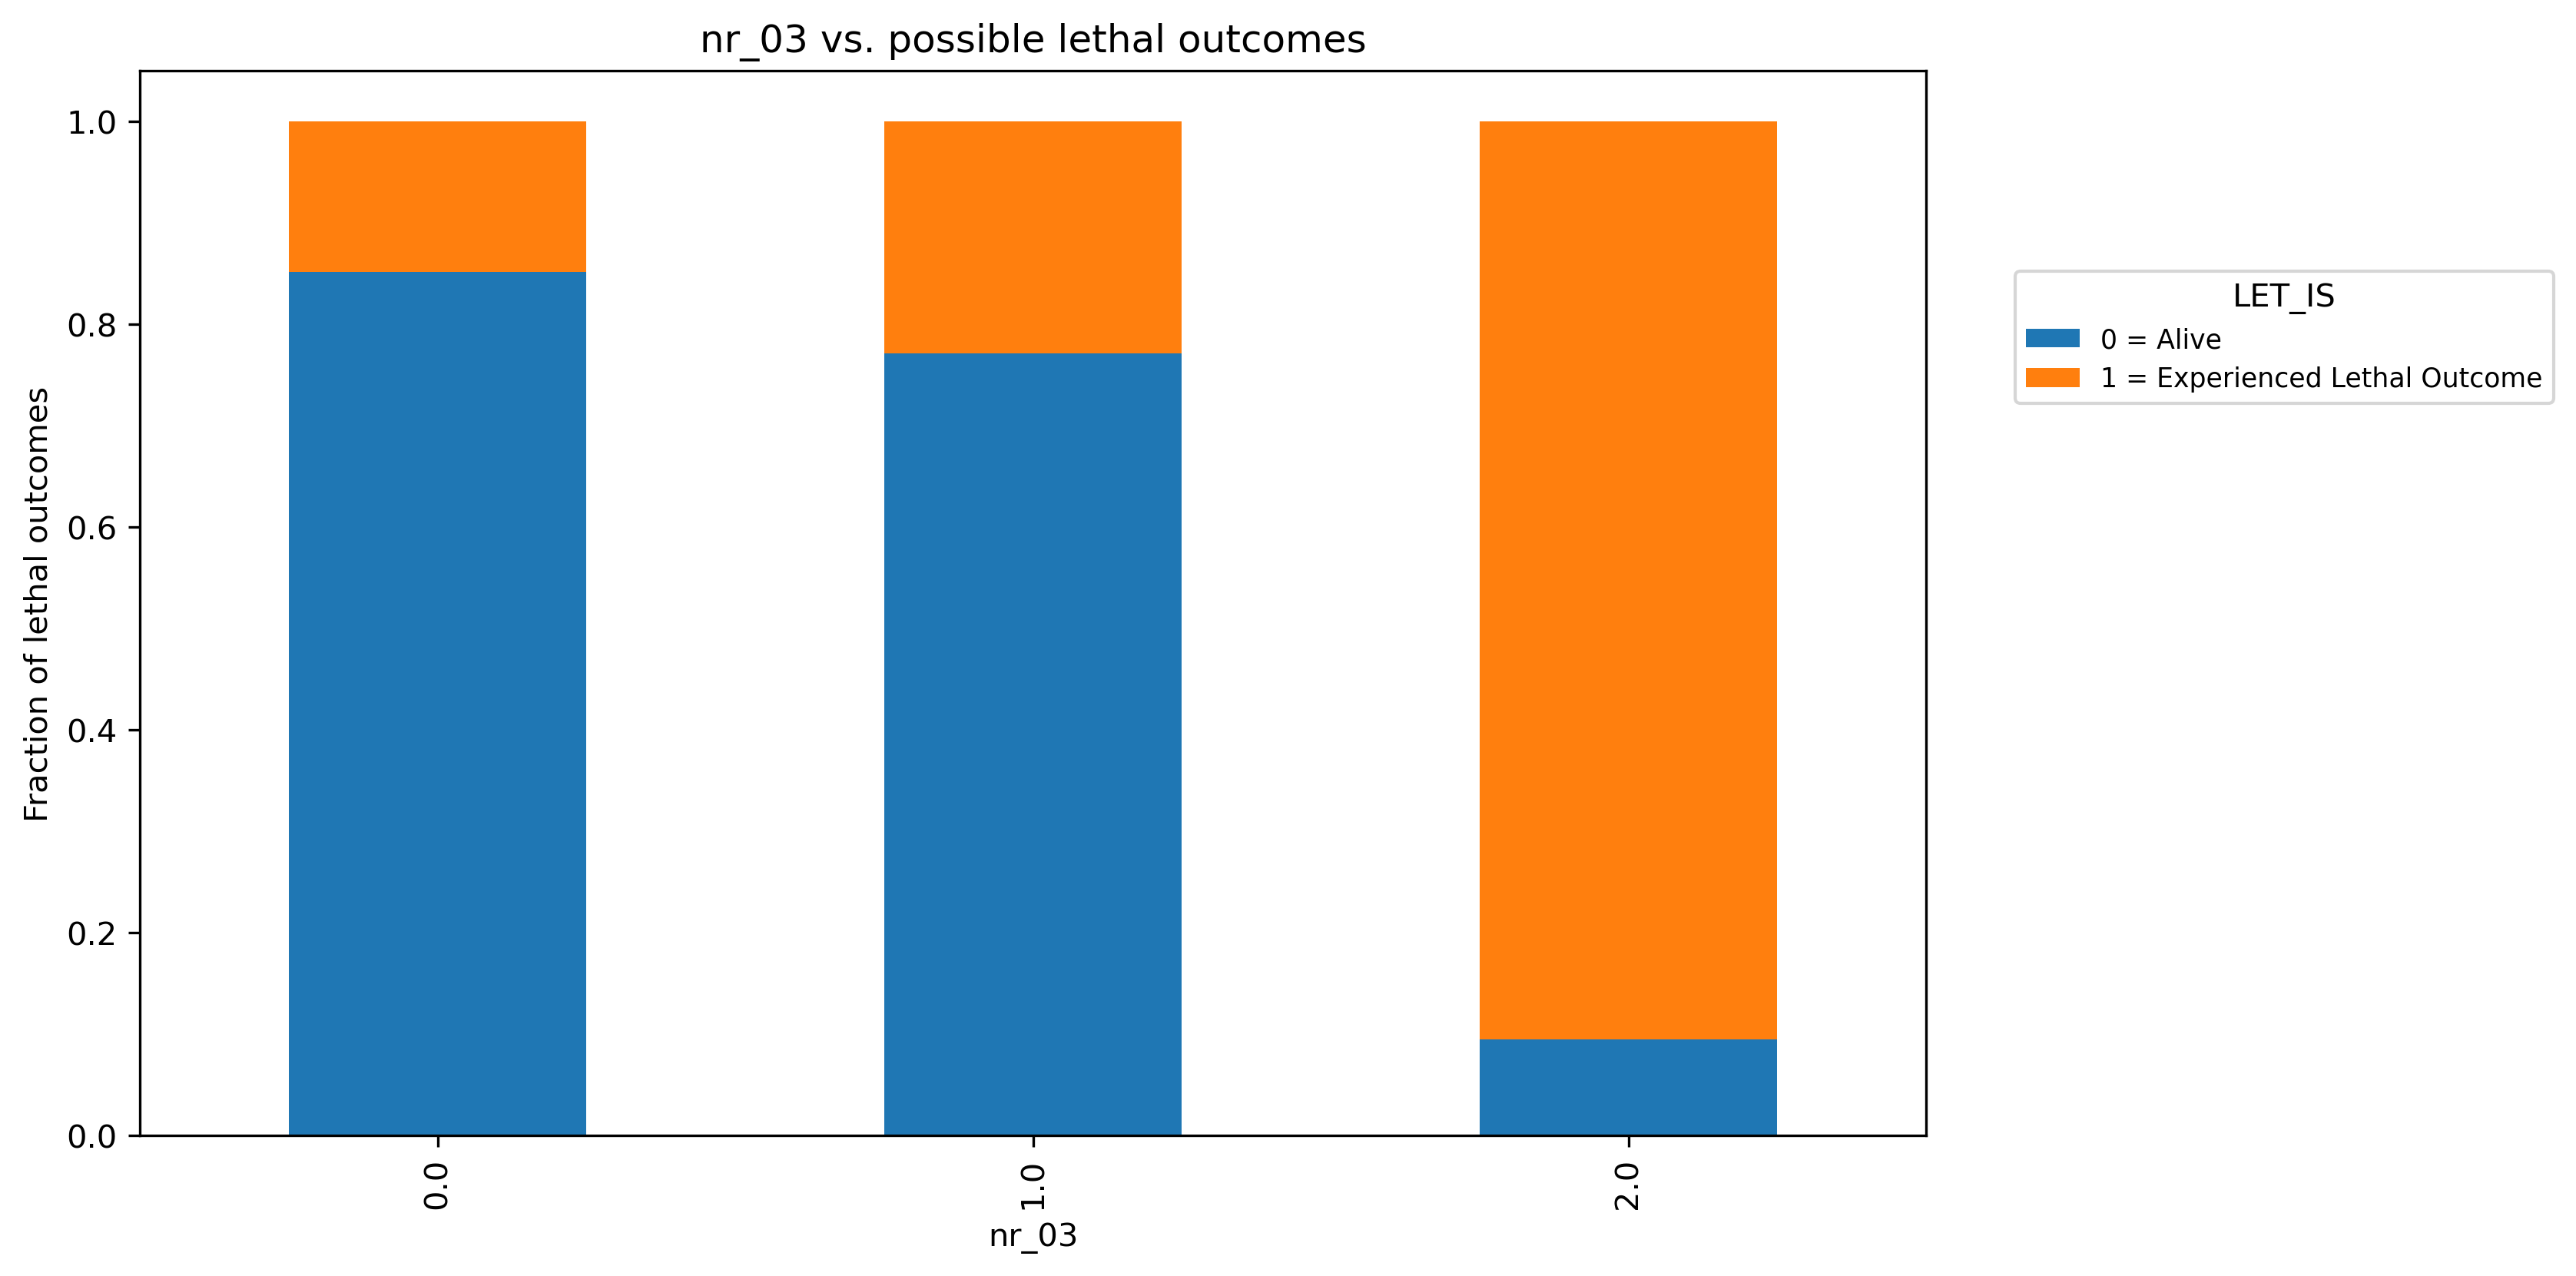 nr_03 vs. possible lethal outcomes
Fraction of lethal outcomes
1.0
0.8
0.6
0.4
0.2
0.0
0.0
1.0
2.0
nr_03
LET_IS
0 = Alive
1 = Experienced Lethal Outcome